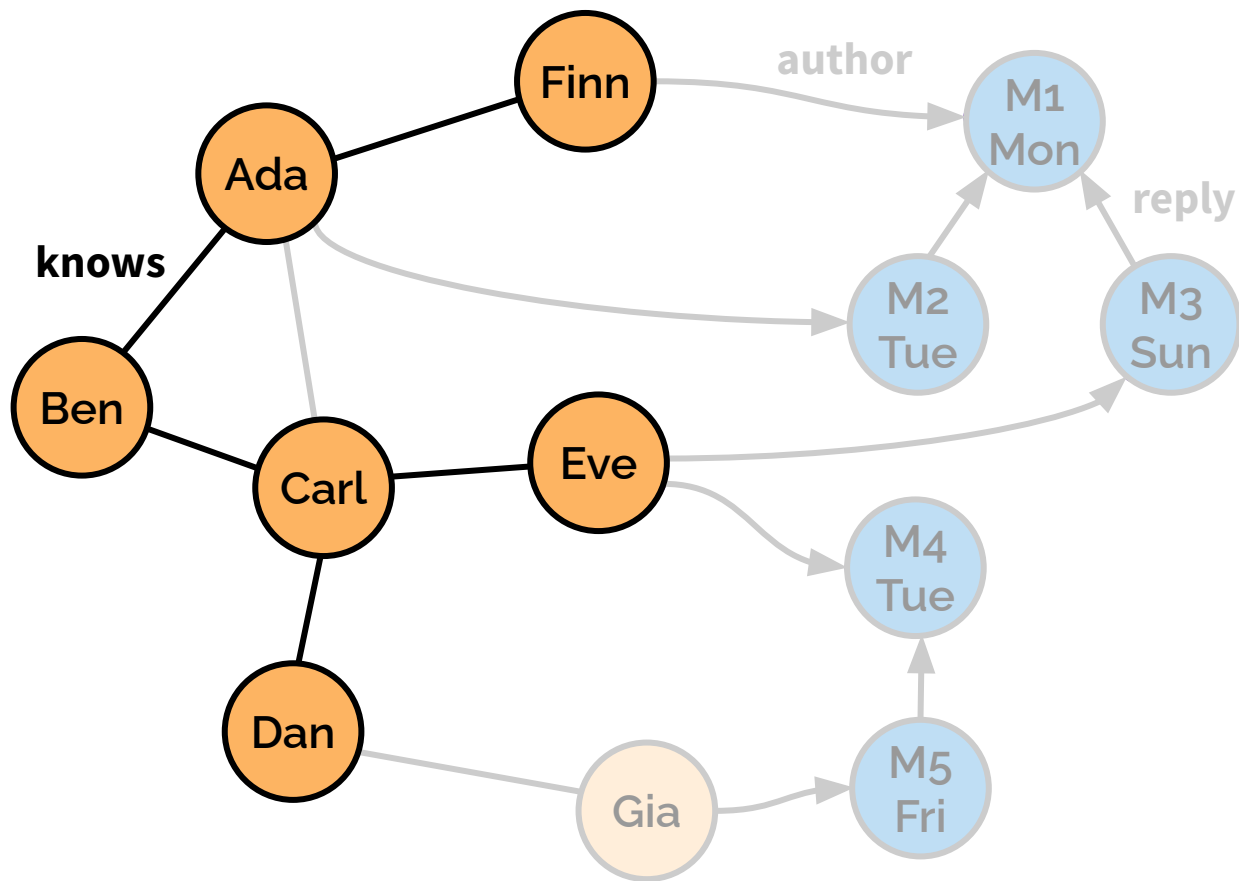 Finn
author
M1
Mon
Ada
reply
knows
M2
Tue
M3
Sun
Ben
Carl
Eve
M4
Tue
Dan
Gia
M5
Fri